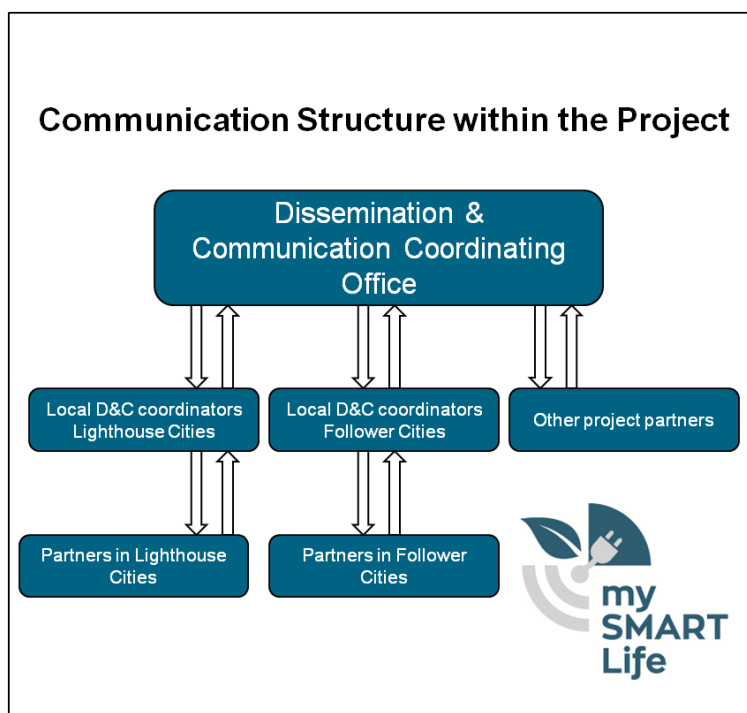 Communication Structure within the Project
Dissemination &
Communication Coordinating
Office
Local D&C coordinators
Lighthouse Cities
Local D&C coordinators
Follower Cities
Other project partners
Partners in Lighthouse
Cities
Partners in Follower
Cities
my
SMART
Life